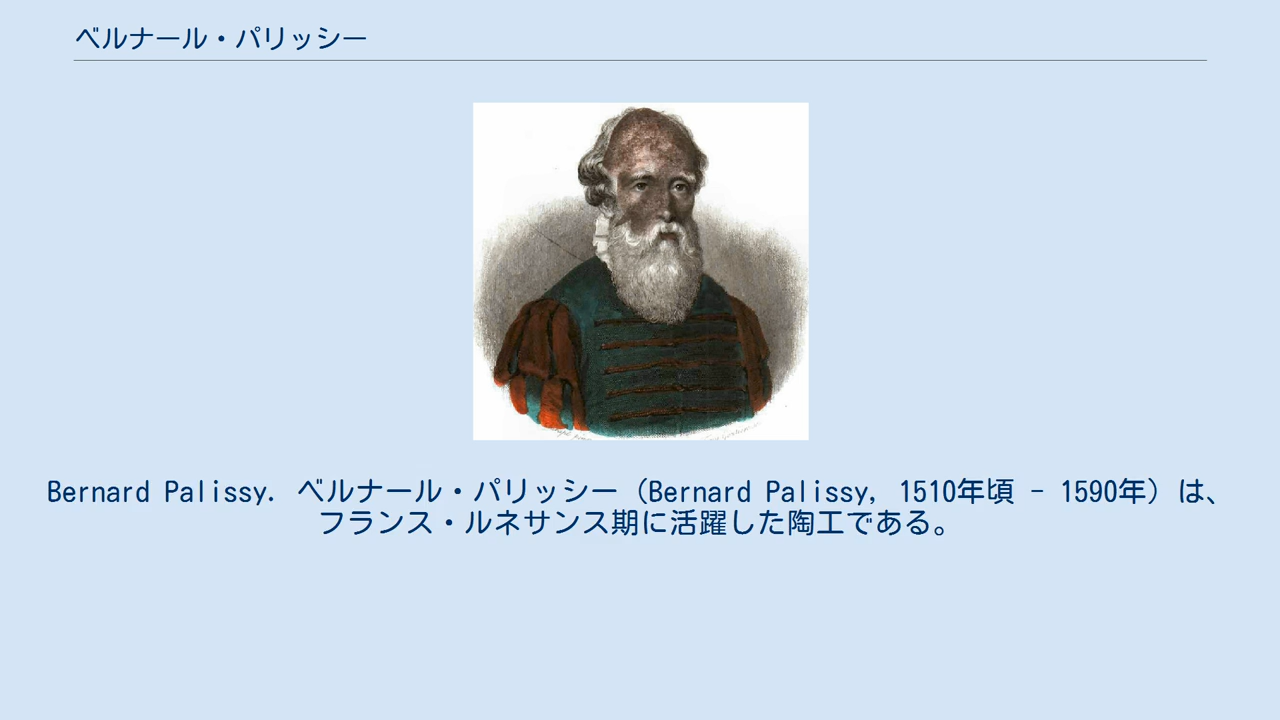 ベルナール・パリッシー
Bernard Palissy. ベルナール・パリッシー（Bernard Palissy, 1510年頃 - 1590年）は、
フランス・ルネサンス期に活躍した陶工である。